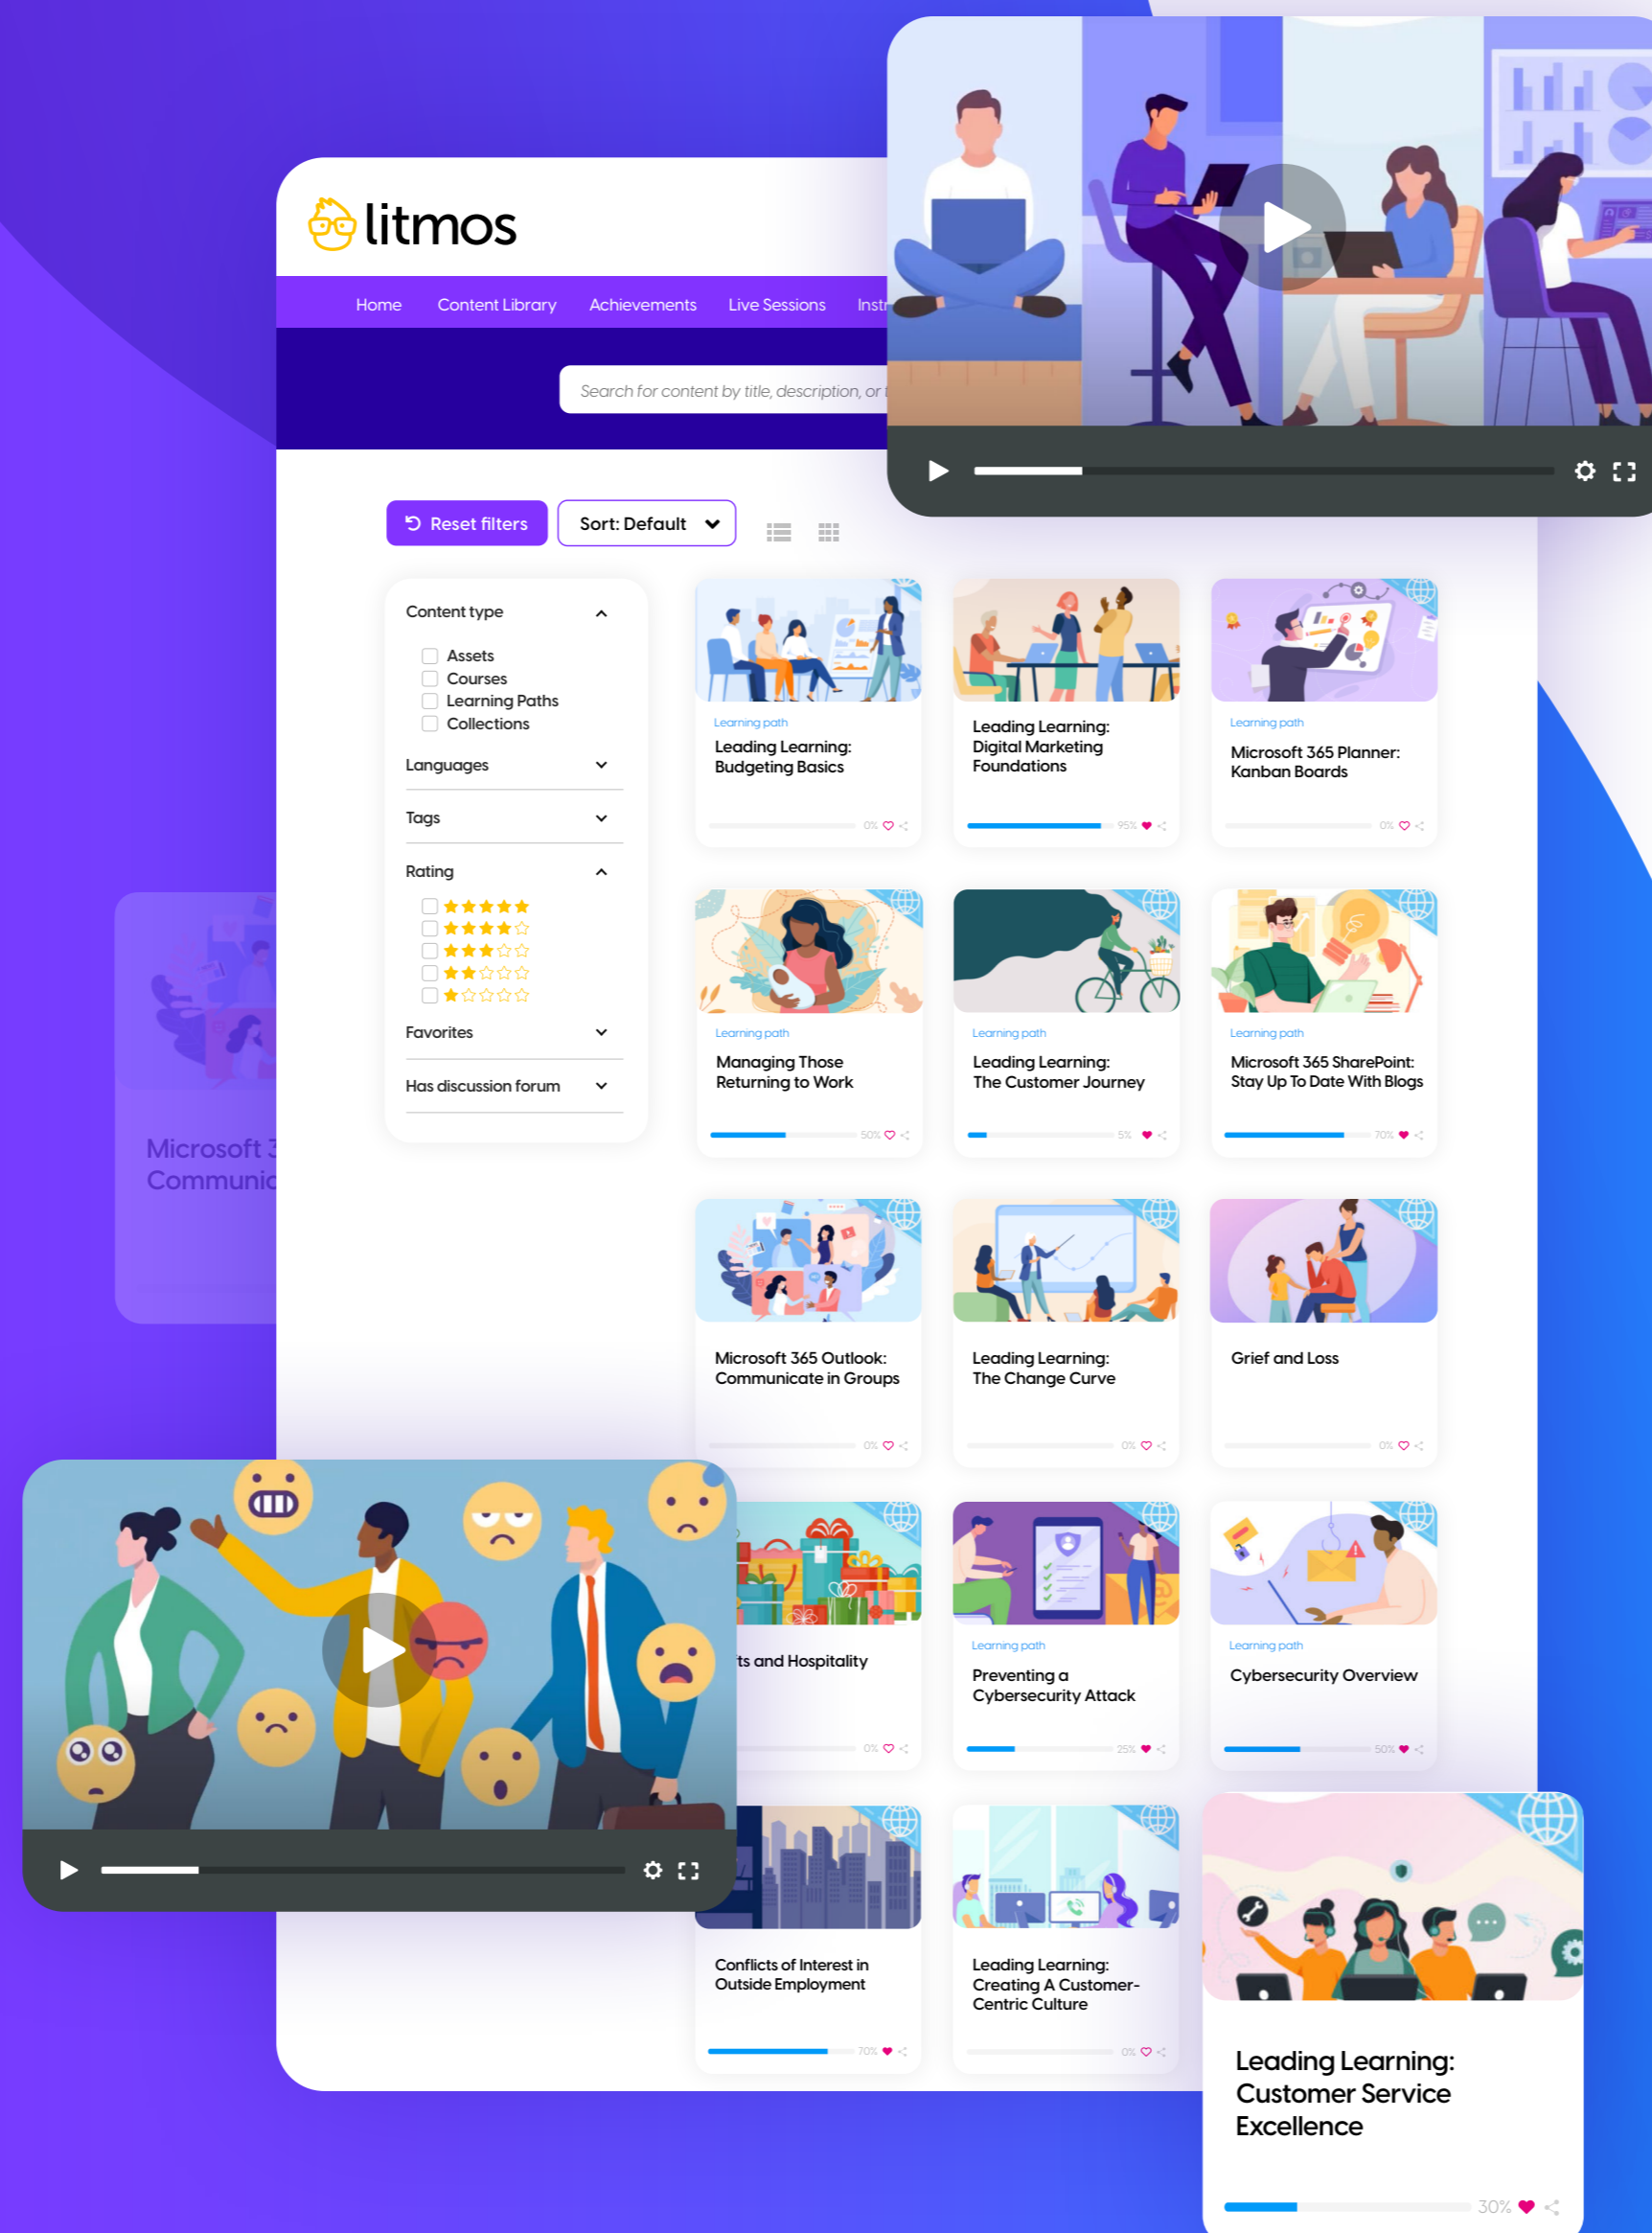 litmos
Home Content Library Achievements Live Sessions
Search for content by title, description, or
Reset filters Sort: Default
Content type
Assets
Courses
Learning Paths
Collections
Languages
Tags
Rating
Favorites
Has discussion forum
Learning path
Leading Learning:
Budgeting Basics
0%
Leading Learning:
Digital Marketing
Foundations
95%
Learning path
Microsoft 365 Planner:
Kanban Boards
0%
Learning path
Managing Those
Returning to Work
50%
Learning path
Leading Learning:
The Customer Journey
5%
Learning path
Microsoft 365 SharePoint:
Stay Up To Date With Blogs
70%
Microsoft 3
Communic
Microsoft 365 Outlook:
Communicate in Groups
0%
Leading Learning:
The Change Curve
0%
Grief and Loss
0%
ts and Hospitality
0%
Learning path
Preventing a
Cybersecurity Attack
25%
Learning path
Cybersecurity Overview
50%
Conflicts of Interest in
Outside Employment
70%
Leading Learning:
Creating A Customer-
Centric Culture
0%
Leading Learning:
Customer Service
Excellence
30%